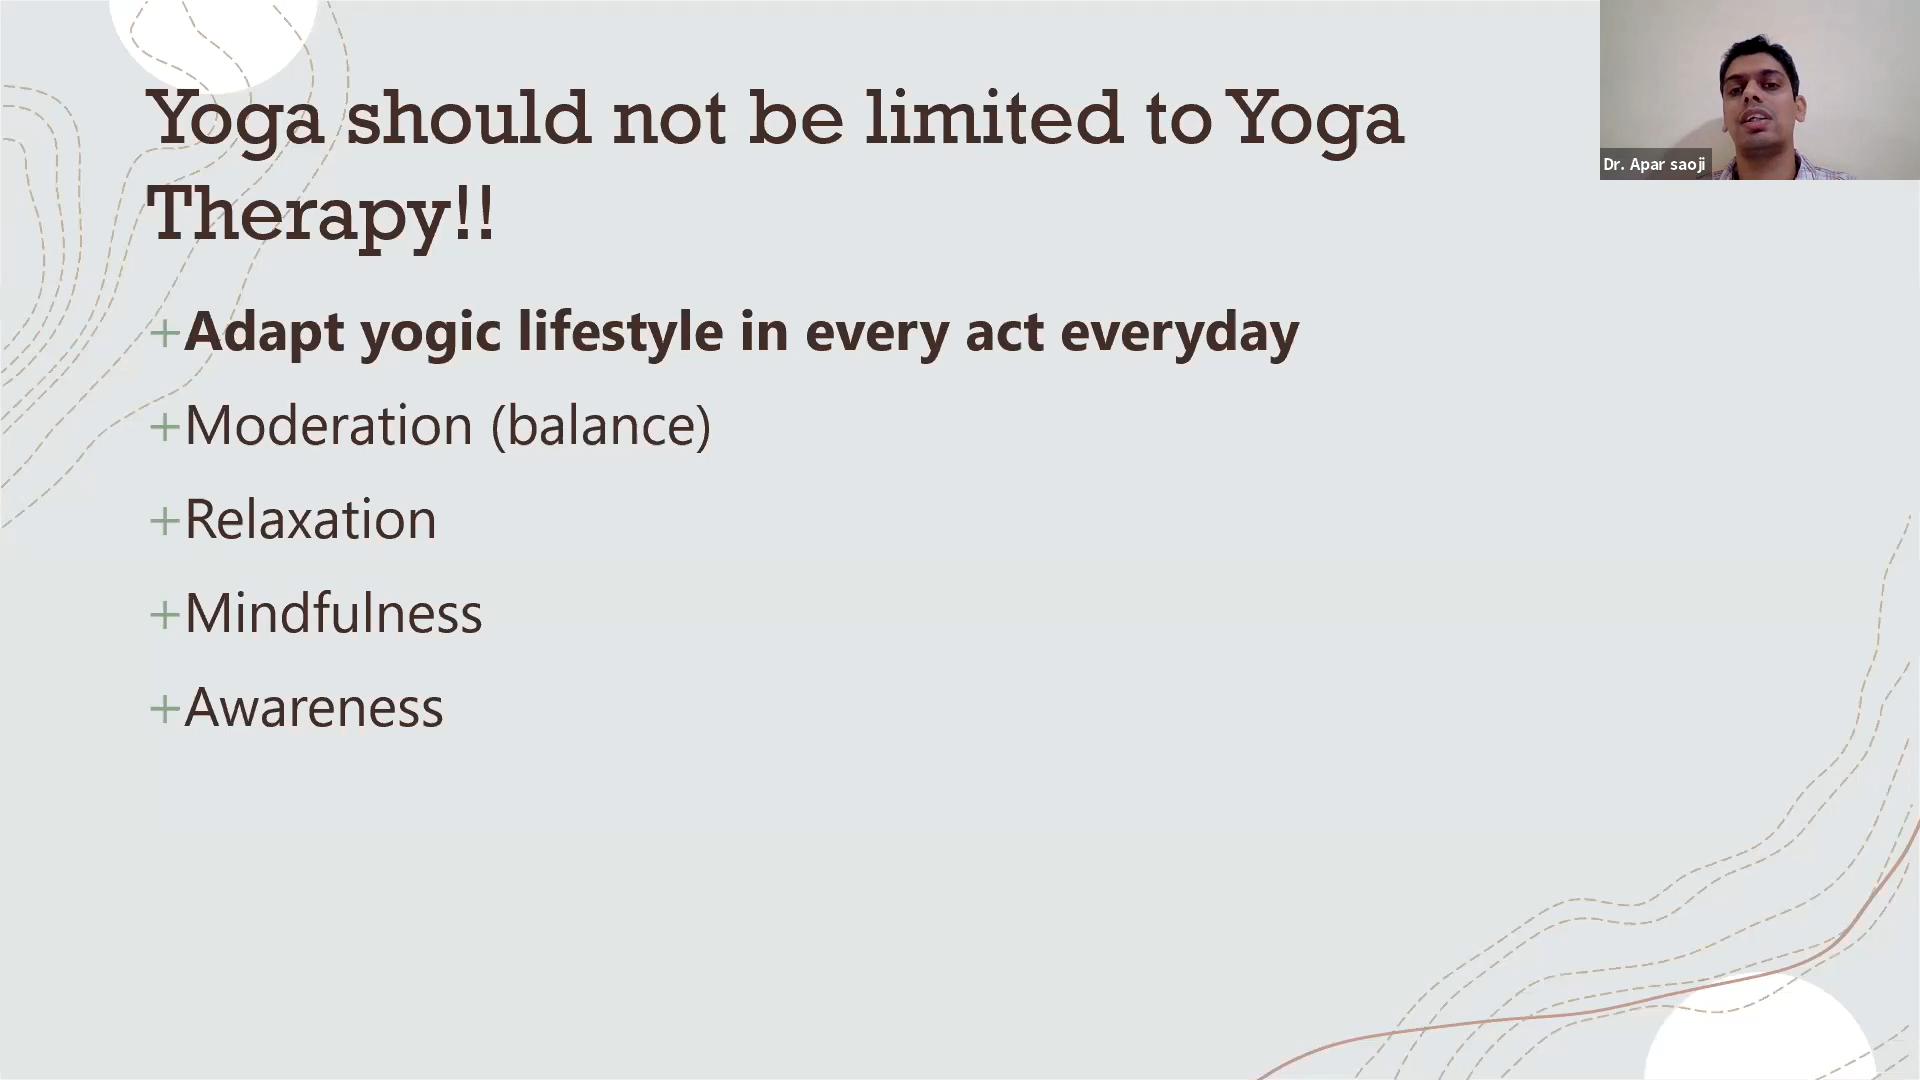 Yoga should not be limited to Yoga
Therapy!!
+Adapt yogic lifestyle in every act everyday
+Moderation (balance)
+Relaxation
+Mindfulness
+Awareness
Dr. Apar saoji